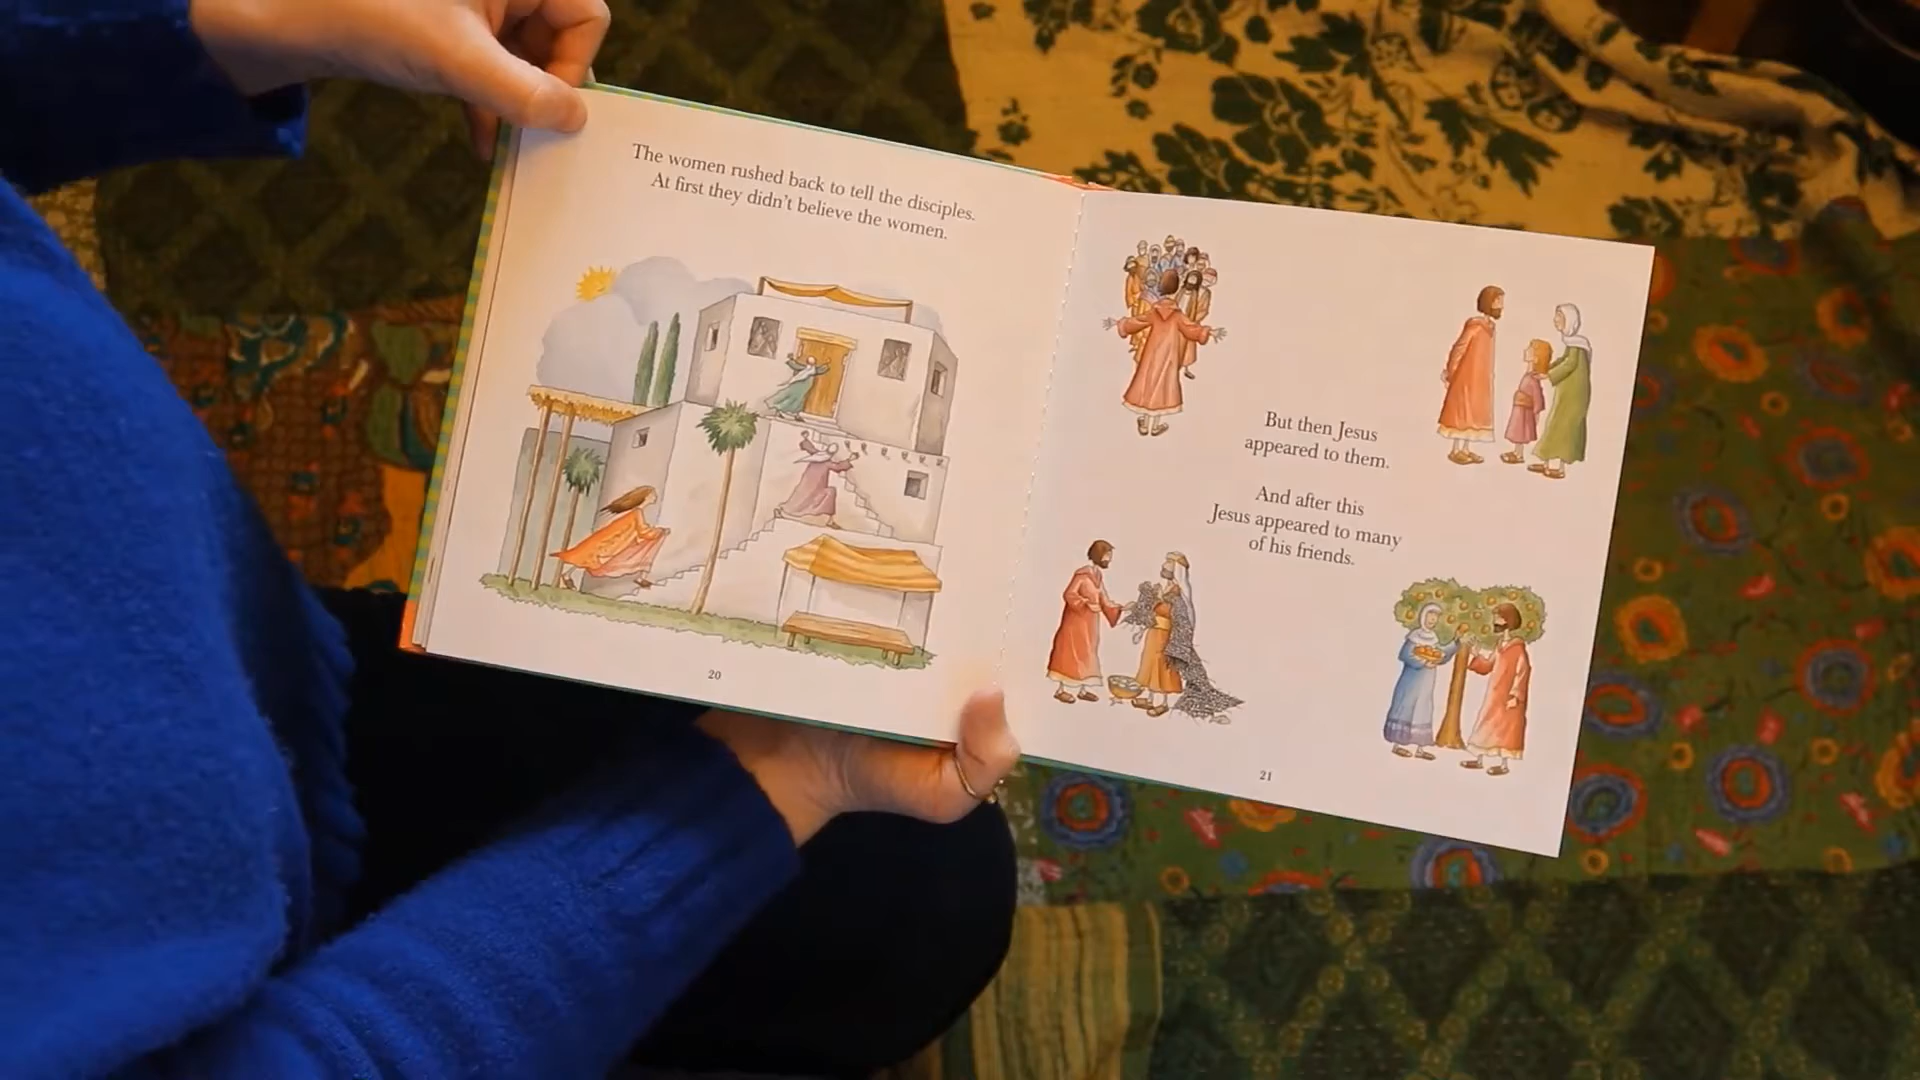 The women rushed back to tell the disciples.
At first they didn't believe the women.
20
But then Jesus
appeared to them.
And after this
Jesus appeared to many
of his friends.
21